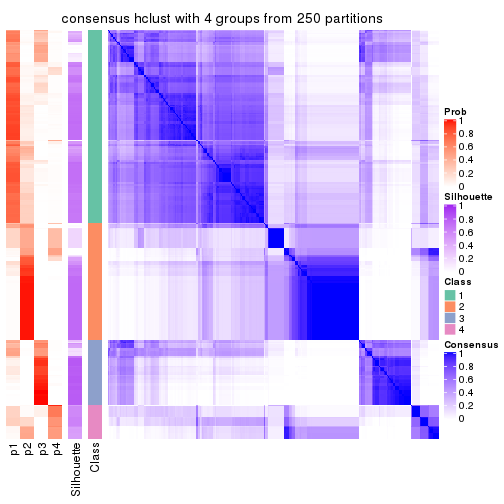 consensus hclust with 4 groups from 250 partitions
Prob
1
0.8
0.6
0.4
0.2
0
Silhouette
1
0.8
0.6
0.4
0.2
0
Class
1
2
3
4
Consensus
1
0.8
0.6
0.4
0.2
0
p1
p2
p3
p4
Silhouette
Class